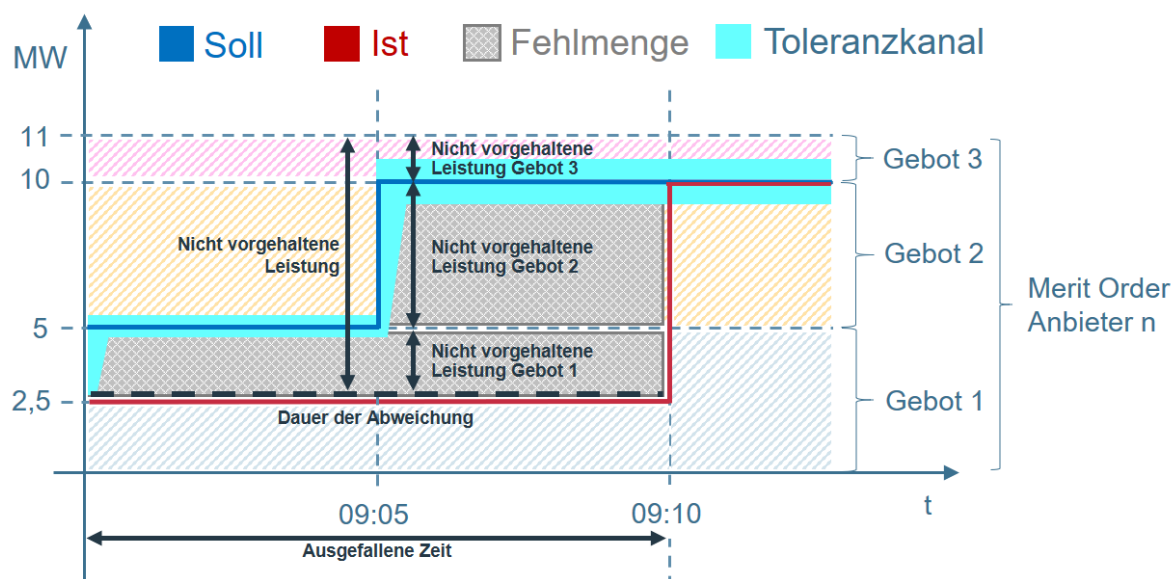 Soll
Ist
Fehlmenge
Toleranzkanal
MW
11
10
5
2,5
Nicht vorgehaltene
Leistung Gebot 3
Nicht vorgehaltene
Leistung
Nicht vorgehaltene
Leistung Gebot 2
Nicht vorgehaltene
Leistung Gebot 1
Dauer der Abweichung
Gebot 3
Gebot 2
Gebot 1
Merit Order
Anbieter n
09:05
09:10
t
Ausgefallene Zeit